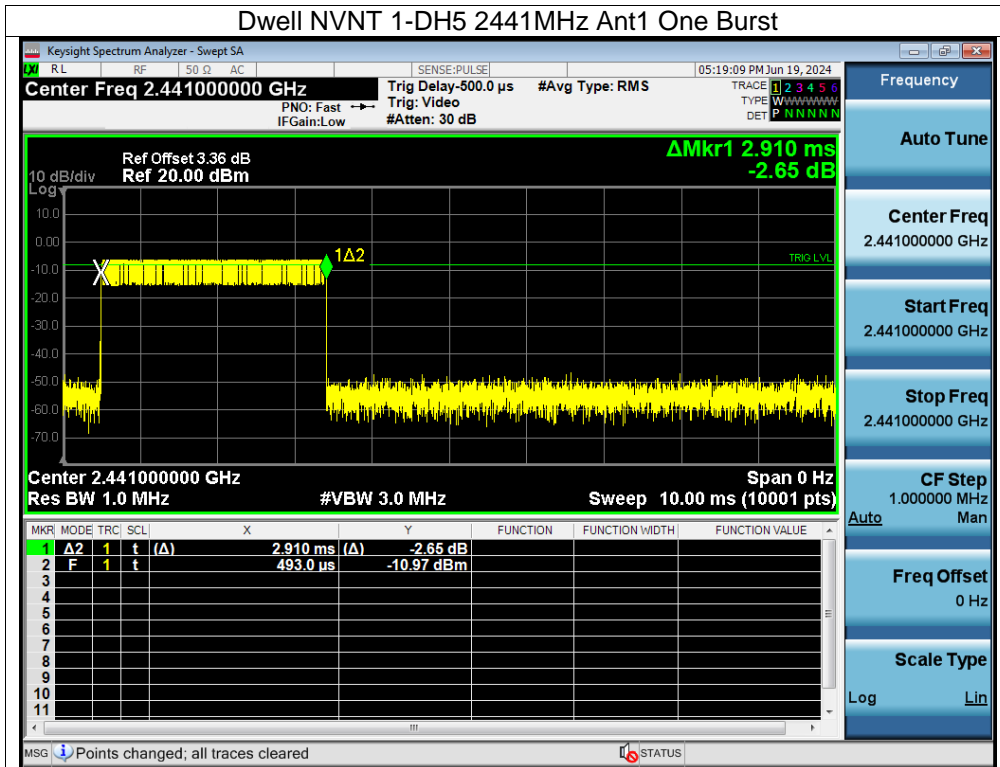 Dwell NVNT 1-DH5 2441MHz Ant1 One Burst
Keysight Spectrum Analyzer - Swept SA
LXI RL RF 50 Ω AC SENSE:PULSE 05:19:09 PM Jun 19, 2024
Center Freq 2.441000000 GHz
PNO: Fast
IFGain:Low
Trig Delay-500.0 µs
Trig: Video
#Atten: 30 dB
#Avg Type: RMS
TRACE 1 2 3 4 5 6
TYPE WWWWWW
DET P N N N N N
Frequency
Auto Tune
Center Freq
2.441000000 GHz
Start Freq
2.441000000 GHz
Stop Freq
2.441000000 GHz
CF Step
1.000000 MHz
Auto Man
Freq Offset
0 Hz
Scale Type
Log Lin
ΔMkr1 2.910 ms
-2.65 dB
Ref Offset 3.36 dB
10 dB/div Ref 20.00 dBm
Log
10.0
0.00
-10.0
-20.0
-30.0
-40.0
-50.0
-60.0
-70.0
1Δ2
TRIG LVL
Center 2.441000000 GHz Span 0 Hz
Res BW 1.0 MHz #VBW 3.0 MHz Sweep 10.00 ms (10001 pts)
MKR MODE TRC SCL X Y FUNCTION FUNCTION WIDTH FUNCTION VALUE
1 Δ2 1 t (Δ) 2.910 ms (Δ) -2.65 dB
2 F 1 t 493.0 µs -10.97 dBm
3
4
5
6
7
8
9
10
11
MSG Points changed; all traces cleared STATUS